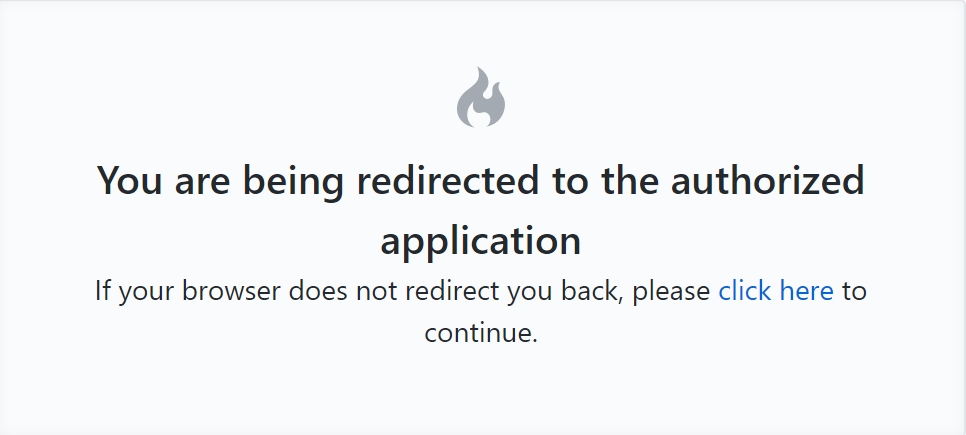 You are being redirected to the authorized
application
If your browser does not redirect you back, please click here to
continue.